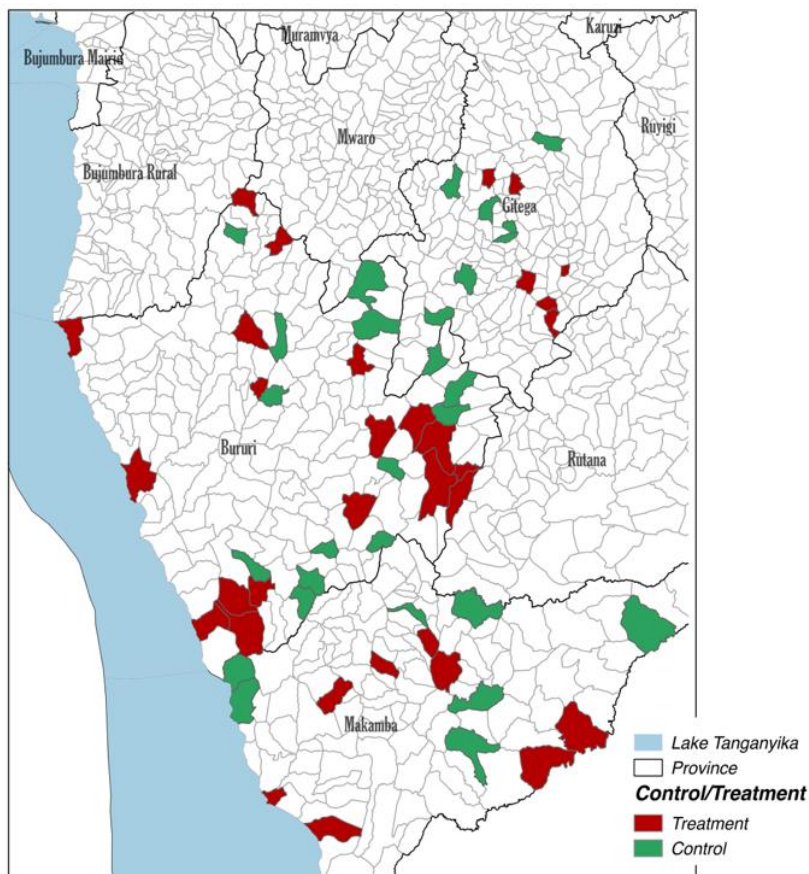 Karuzi
Muramvya
Bujumbura Mairie
Ruyigi
Mwaro
Bujumbura Rural
Gitega
Bururi
Rutana
Makamba
Lake Tanganyika
Province
Control/Treatment
Treatment
Control